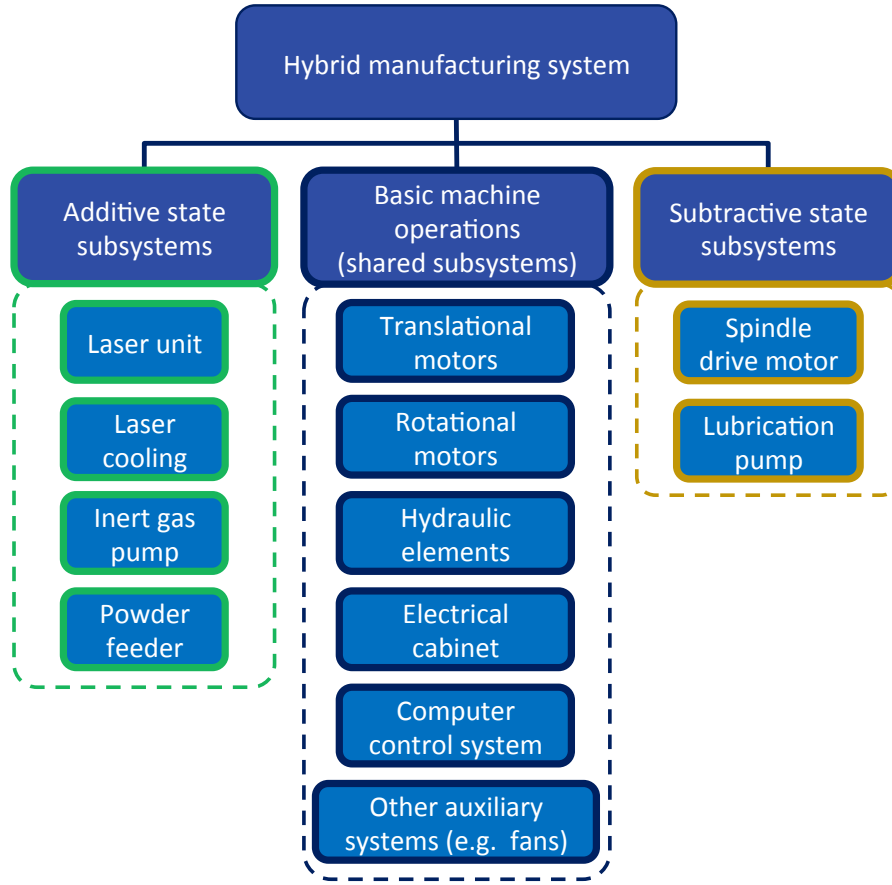 Hybrid manufacturing system
Additive state
subsystems
Laser unit
Laser
cooling
Inert gas
pump
Powder
feeder
Basic machine
operations
(shared subsystems)
Translational
motors
Rotational
motors
Hydraulic
elements
Electrical
cabinet
Computer
control system
Other auxiliary
systems (e.g. fans)
Subtractive state
subsystems
Spindle
drive motor
Lubrication
pump